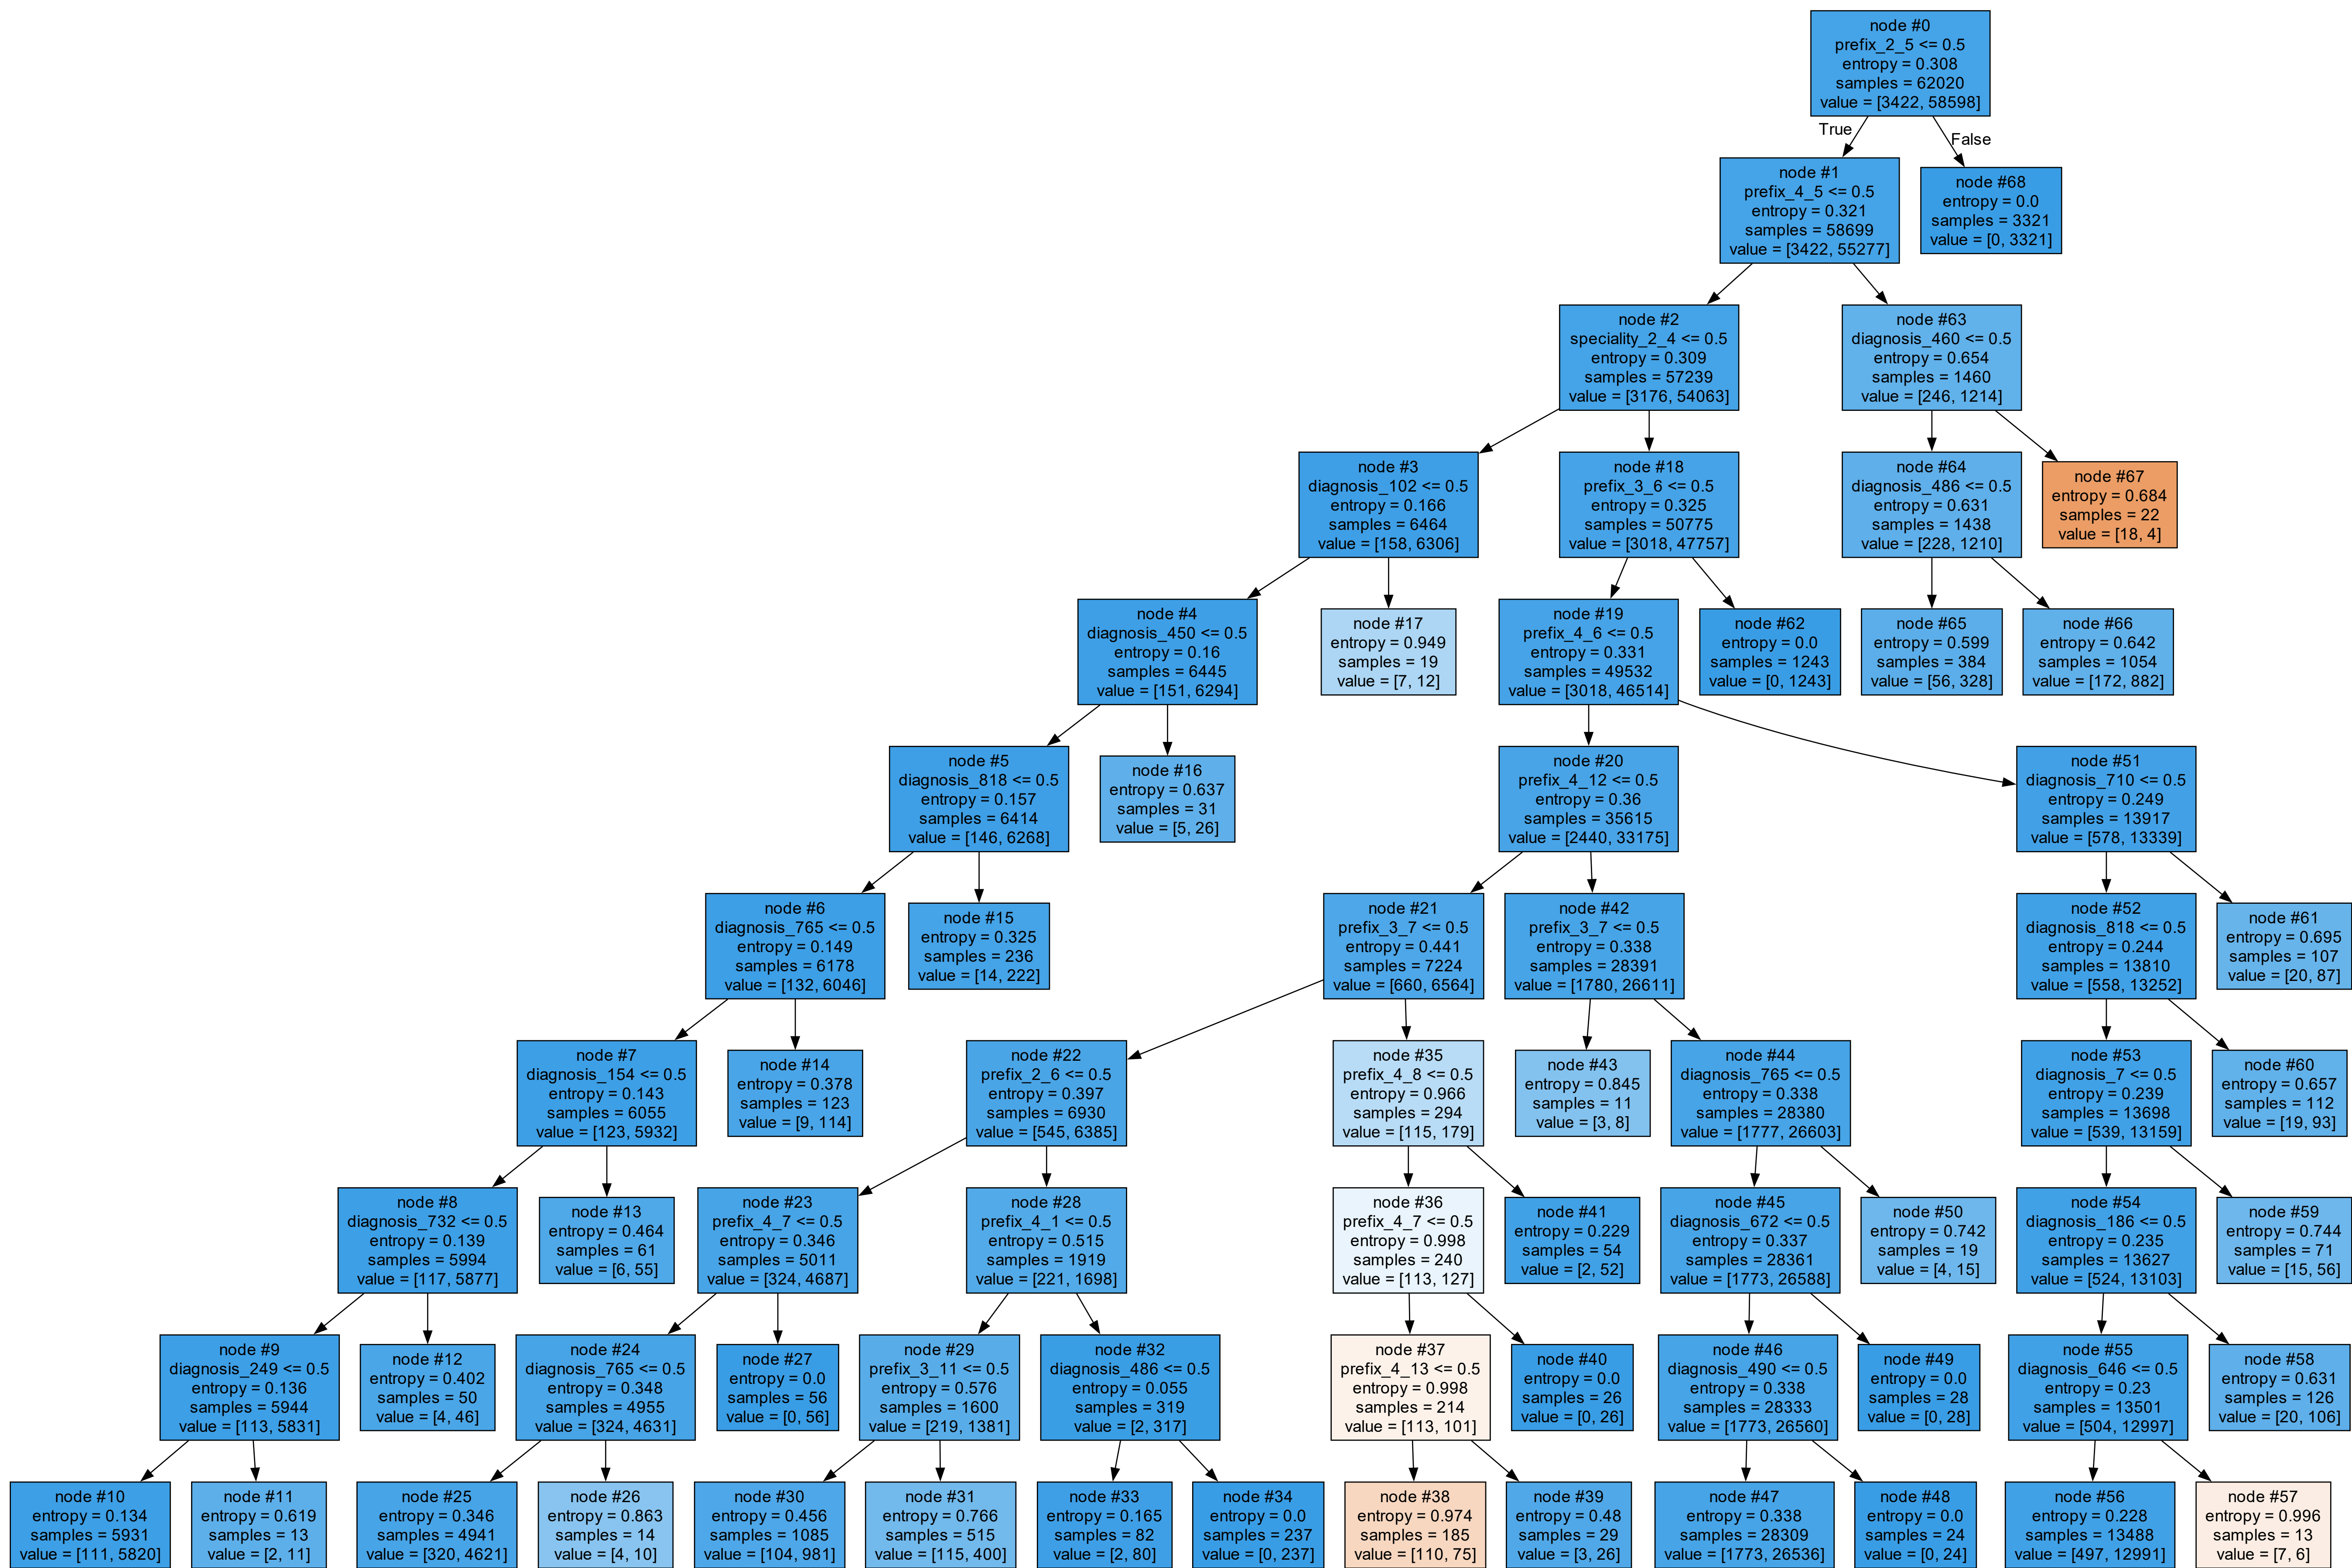 node #0
prefix_2_5 <= 0.5
entropy = 0.308
samples = 62020
value = [3422, 58598]
True
False
node #1
prefix_4_5 <= 0.5
entropy = 0.321
samples = 58699
value = [3422, 55277]
node #68
entropy = 0.0
samples = 3321
value = [0, 3321]
node #2
speciality_2_4 <= 0.5
entropy = 0.309
samples = 57239
value = [3176, 54063]
node #63
diagnosis_460 <= 0.5
entropy = 0.654
samples = 1460
value = [246, 1214]
node #3
diagnosis_102 <= 0.5
entropy = 0.166
samples = 6464
value = [158, 6306]
node #18
prefix_3_6 <= 0.5
entropy = 0.325
samples = 50775
value = [3018, 47757]
node #64
diagnosis_486 <= 0.5
entropy = 0.631
samples = 1438
value = [228, 1210]
node #67
entropy = 0.684
samples = 22
value = [18, 4]
node #4
diagnosis_450 <= 0.5
entropy = 0.16
samples = 6445
value = [151, 6294]
node #17
entropy = 0.949
samples = 19
value = [7, 12]
node #19
prefix_4_6 <= 0.5
entropy = 0.331
samples = 49532
value = [3018, 46514]
node #62
entropy = 0.0
samples = 1243
value = [0, 1243]
node #65
entropy = 0.599
samples = 384
value = [56, 328]
node #66
entropy = 0.642
samples = 1054
value = [172, 882]
node #5
diagnosis_818 <= 0.5
entropy = 0.157
samples = 6414
value = [146, 6268]
node #16
entropy = 0.637
samples = 31
value = [5, 26]
node #20
prefix_4_12 <= 0.5
entropy = 0.36
samples = 35615
value = [2440, 33175]
node #51
diagnosis_710 <= 0.5
entropy = 0.249
samples = 13917
value = [578, 13339]
node #6
diagnosis_765 <= 0.5
entropy = 0.149
samples = 6178
value = [132, 6046]
node #15
entropy = 0.325
samples = 236
value = [14, 222]
node #21
prefix_3_7 <= 0.5
entropy = 0.441
samples = 7224
value = [660, 6564]
node #42
prefix_3_7 <= 0.5
entropy = 0.338
samples = 28391
value = [1780, 26611]
node #52
diagnosis_818 <= 0.5
entropy = 0.244
samples = 13810
value = [558, 13252]
node #61
entropy = 0.695
samples = 107
value = [20, 87]
node #7
diagnosis_154 <= 0.5
entropy = 0.143
samples = 6055
value = [123, 5932]
node #14
entropy = 0.378
samples = 123
value = [9, 114]
node #22
prefix_2_6 <= 0.5
entropy = 0.397
samples = 6930
value = [545, 6385]
node #35
prefix_4_8 <= 0.5
entropy = 0.966
samples = 294
value = [115, 179]
node #43
entropy = 0.845
samples = 11
value = [3, 8]
node #44
diagnosis_765 <= 0.5
entropy = 0.338
samples = 28380
value = [1777, 26603]
node #53
diagnosis_7 <= 0.5
entropy = 0.239
samples = 13698
value = [539, 13159]
node #60
entropy = 0.657
samples = 112
value = [19, 93]
node #8
diagnosis_732 <= 0.5
entropy = 0.139
samples = 5994
value = [117, 5877]
node #13
entropy = 0.464
samples = 61
value = [6, 55]
node #23
prefix_4_7 <= 0.5
entropy = 0.346
samples = 5011
value = [324, 4687]
node #28
prefix_4_1 <= 0.5
entropy = 0.515
samples = 1919
value = [221, 1698]
node #36
prefix_4_7 <= 0.5
entropy = 0.998
samples = 240
value = [113, 127]
node #41
entropy = 0.229
samples = 54
value = [2, 52]
node #45
diagnosis_672 <= 0.5
entropy = 0.337
samples = 28361
value = [1773, 26588]
node #50
entropy = 0.742
samples = 19
value = [4, 15]
node #54
diagnosis_186 <= 0.5
entropy = 0.235
samples = 13627
value = [524, 13103]
node #59
entropy = 0.744
samples = 71
value = [15, 56]
node #9
diagnosis_249 <= 0.5
entropy = 0.136
samples = 5944
value = [113, 5831]
node #12
entropy = 0.402
samples = 50
value = [4, 46]
node #24
diagnosis_765 <= 0.5
entropy = 0.348
samples = 4955
value = [324, 4631]
node #27
entropy = 0.0
samples = 56
value = [0, 56]
node #29
prefix_3_11 <= 0.5
entropy = 0.576
samples = 1600
value = [219, 1381]
node #32
diagnosis_486 <= 0.5
entropy = 0.055
samples = 319
value = [2, 317]
node #37
prefix_4_13 <= 0.5
entropy = 0.998
samples = 214
value = [113, 101]
node #40
entropy = 0.0
samples = 26
value = [0, 26]
node #46
diagnosis_490 <= 0.5
entropy = 0.338
samples = 28333
value = [1773, 26560]
node #49
entropy = 0.0
samples = 28
value = [0, 28]
node #55
diagnosis_646 <= 0.5
entropy = 0.23
samples = 13501
value = [504, 12997]
node #58
entropy = 0.631
samples = 126
value = [20, 106]
node #10
entropy = 0.134
samples = 5931
value = [111, 5820]
node #11
entropy = 0.619
samples = 13
value = [2, 11]
node #25
entropy = 0.346
samples = 4941
value = [320, 4621]
node #26
entropy = 0.863
samples = 14
value = [4, 10]
node #30
entropy = 0.456
samples = 1085
value = [104, 981]
node #31
entropy = 0.766
samples = 515
value = [115, 400]
node #33
entropy = 0.165
samples = 82
value = [2, 80]
node #34
entropy = 0.0
samples = 237
value = [0, 237]
node #38
entropy = 0.974
samples = 185
value = [110, 75]
node #39
entropy = 0.48
samples = 29
value = [3, 26]
node #47
entropy = 0.338
samples = 28309
value = [1773, 26536]
node #48
entropy = 0.0
samples = 24
value = [0, 24]
node #56
entropy = 0.228
samples = 13488
value = [497, 12991]
node #57
entropy = 0.996
samples = 13
value = [7, 6]